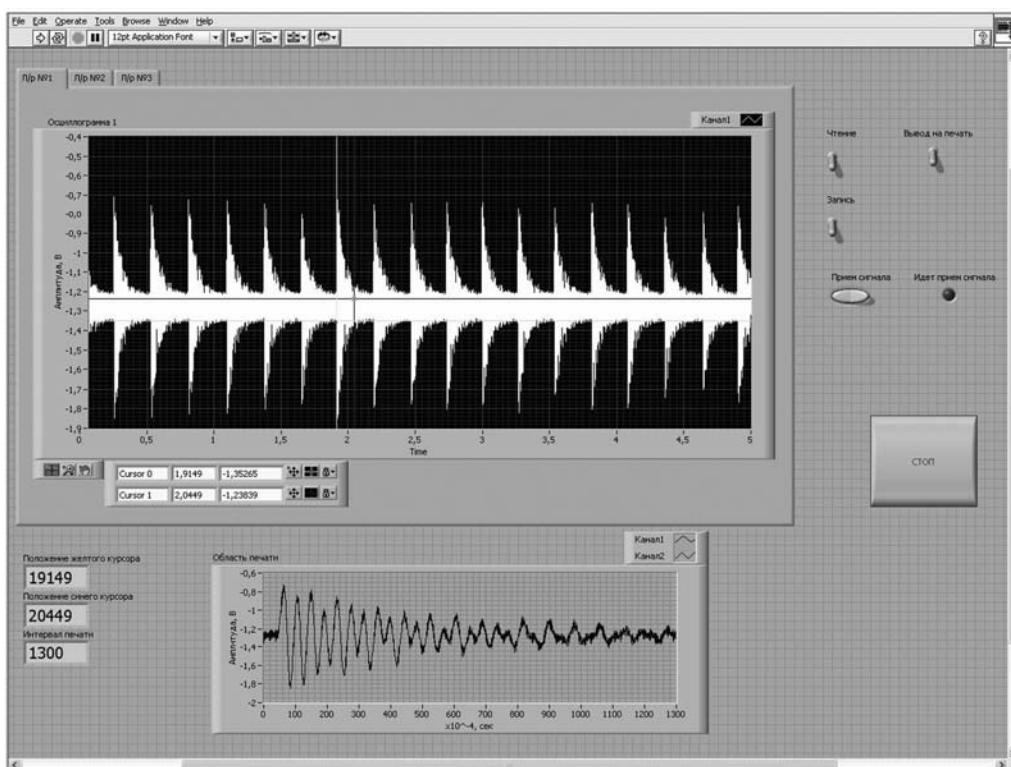 File Edit Operate Tools Browse Window Help
12pt Application Font
Л/р №1 Л/р №2 Л/р №3
Осциллограмма 1
Канал1
Амплитуда, В
-0,4
-0,5
-0,6
-0,7
-0,8
-0,0
-1
-1,1
-1,2
-1,3
-1,4
-1,5
-1,6
-1,7
-1,8
-1,9
0 0,5 1 1,5 2 2,5 3 3,5 4 4,5 5
Time
Cursor 0 1,9149 -1,35265
Cursor 1 2,0449 -1,23839
Чтение Вывод на печать
Запись
Прием сигнала Идет прием сигнала
СТОП
Положение желтого курсора
19149
Положение синего курсора
20449
Интервал печати
1300
Область печати
Канал1
Канал2
Амплитуда, В
-0,6
-0,8
-1
-1,2
-1,4
-1,6
-1,8
-2
0 100 200 300 400 500 600 700 800 900 1000 1100 1200 1300
x10^-4, сек